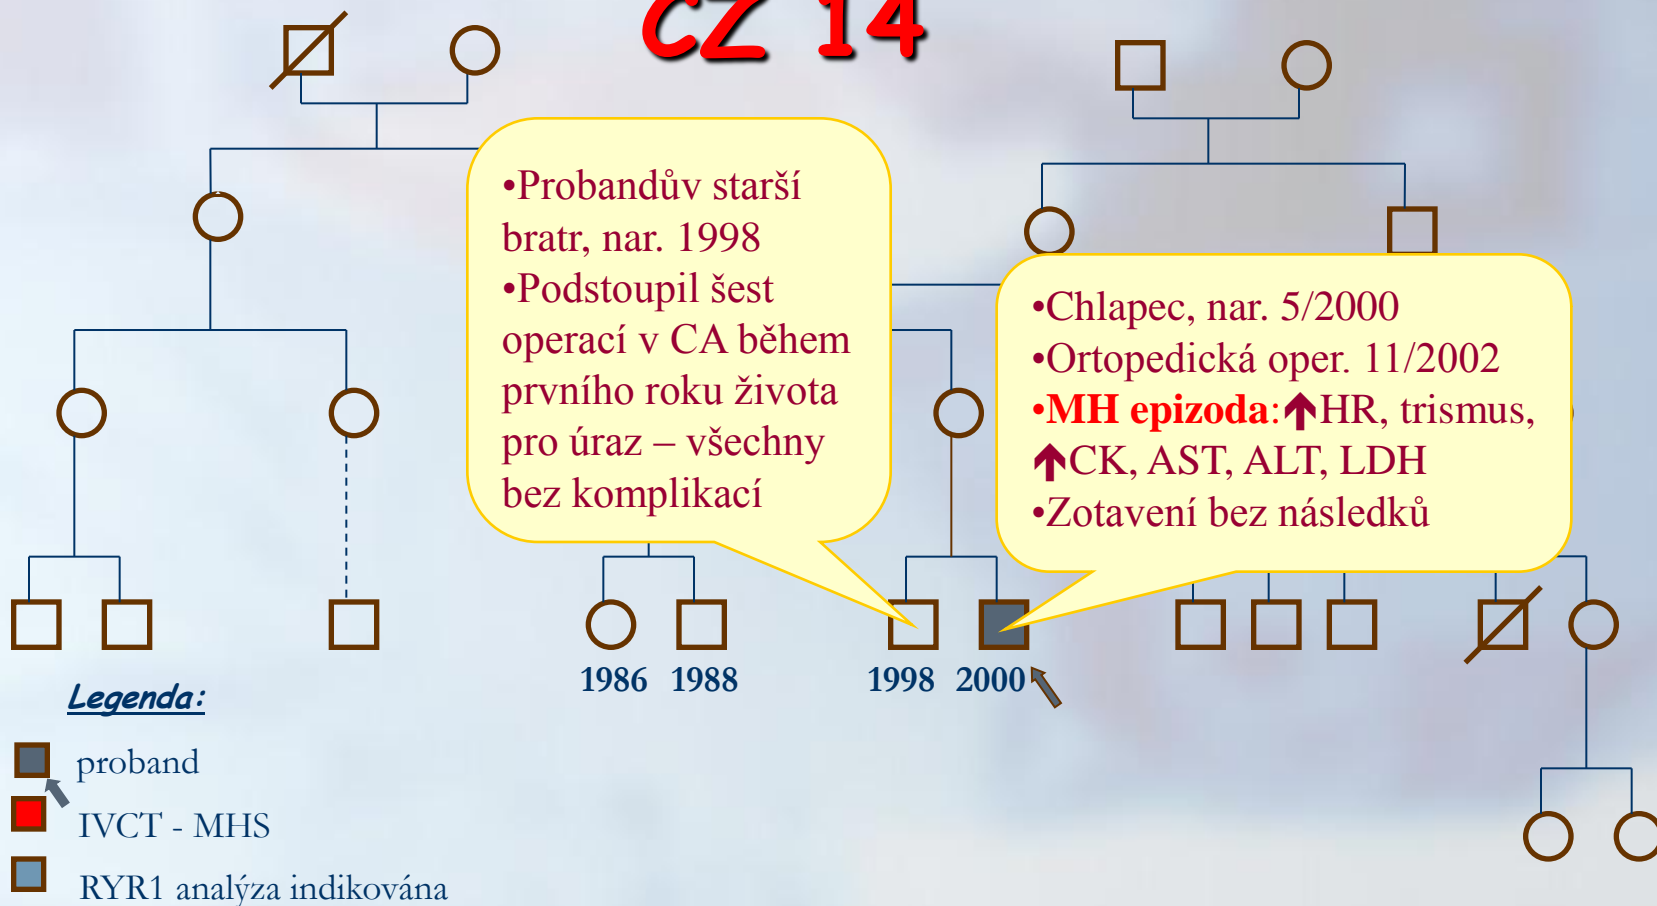 CZ 14
•Probandův starší
bratr, nar. 1998
•Podstoupil šest
operací v CA během
prvního roku života
pro úraz – všechny
bez komplikací
•Chlapec, nar. 5/2000
•Ortopedická oper. 11/2002
•MH epizoda:🡹HR, trismus,
🡹CK, AST, ALT, LDH
•Zotavení bez následků
1986 1988 1998 2000
Legenda:
proband
IVCT - MHS
RYR1 analýza indikována